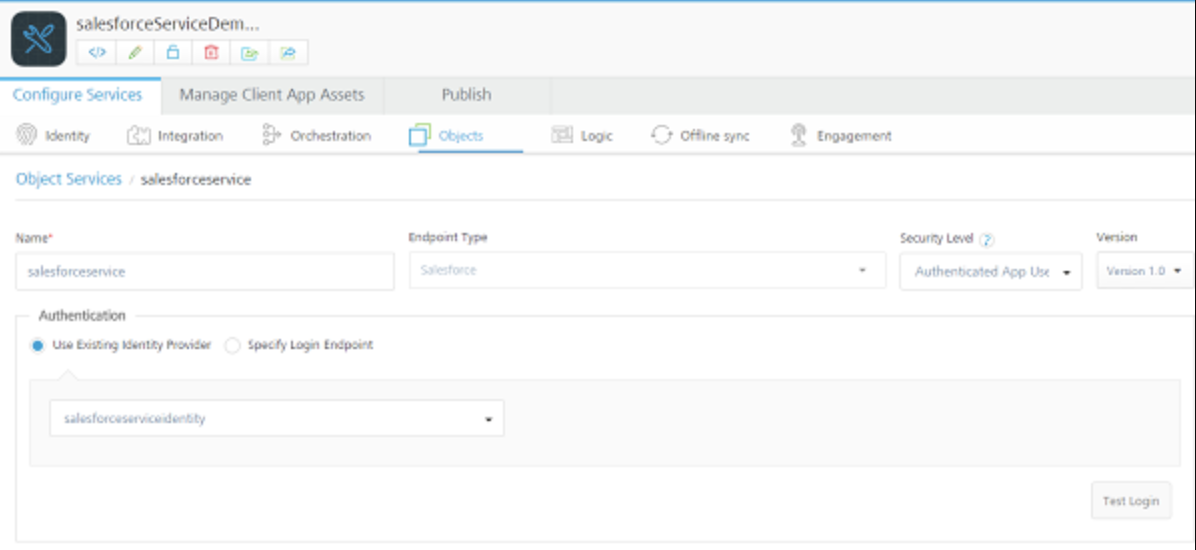 salesforceServiceDem...
Configure Services Manage Client App Assets Publish
Identity Integration Orchestration Objects Logic Offline sync Engagement
Object Services / salesforceservice
Name* Endpoint Type Security Level ? Version
salesforceservice Salesforce Authenticated App Use Version 1.0
Authentication
Use Existing Identity Provider Specify Login Endpoint
salesforceserviceidentity
Test Login